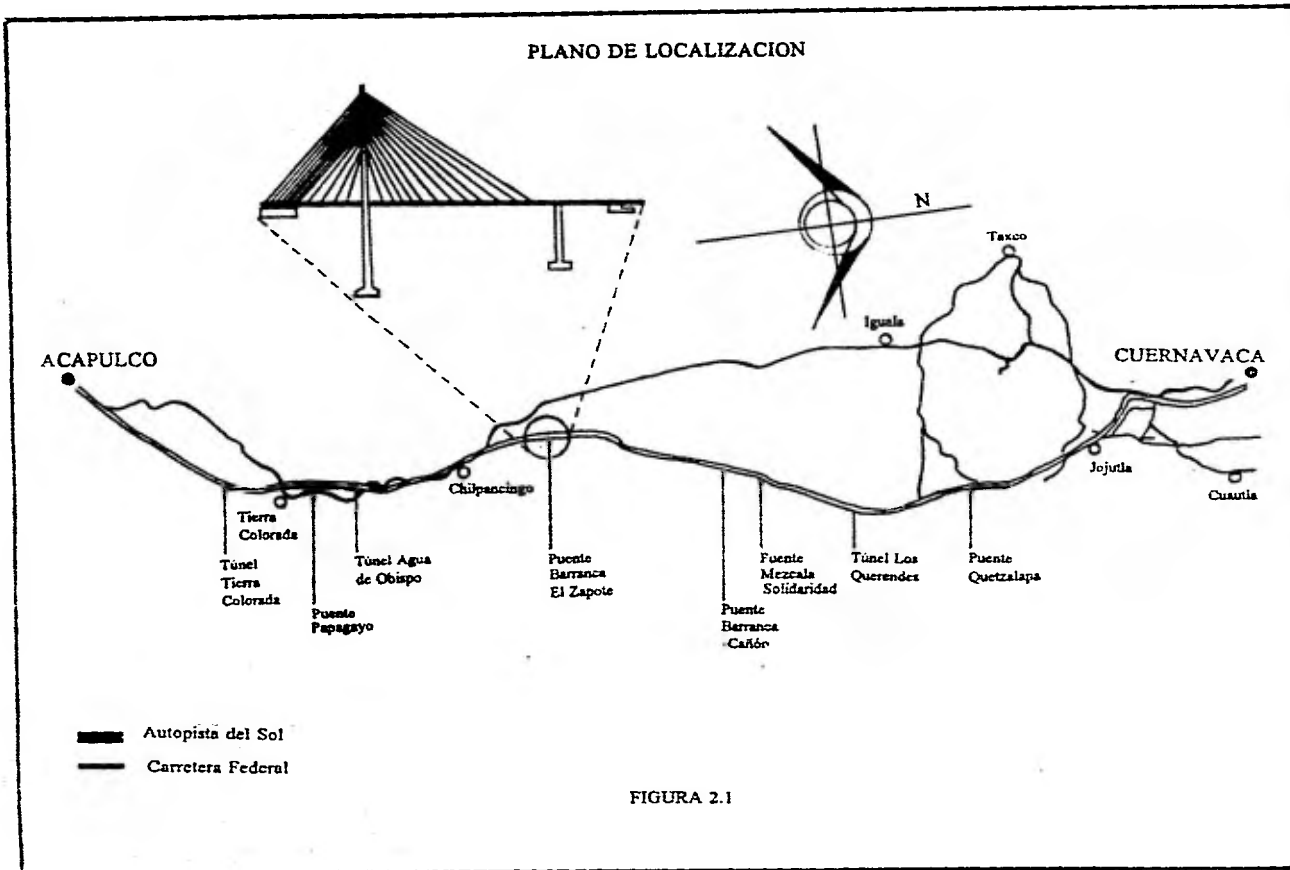 PLANO DE LOCALIZACION
N
Taxco
Iguala
ACAPULCO
CUERNAVACA
Chilpancingo
Jojutla
Cuautla
Tierra
Colorada
Túnel
Tierra
Colorada
Puente
Papagayo
Túnel Agua
de Obispo
Puente
Barranca
El Zapote
Puente
Barranca
Cañón
Puente
Mezcala
Solidaridad
Túnel Los
Querendes
Puente
Quetzalapa
Autopista del Sol
Carretera Federal
FIGURA 2.1